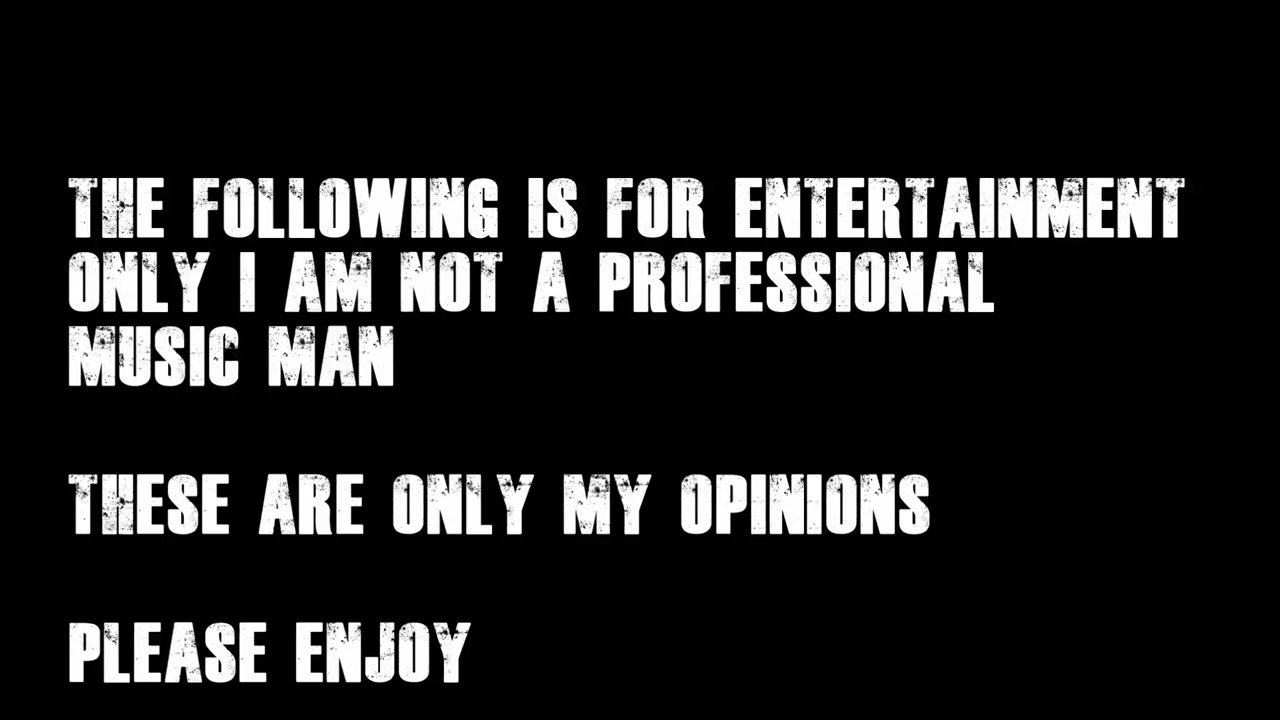 THE FOLLOWING IS FOR ENTERTAINMENT
ONLY I AM NOT A PROFESSIONAL
MUSIC MAN
THESE ARE ONLY MY OPINIONS
PLEASE ENJOY